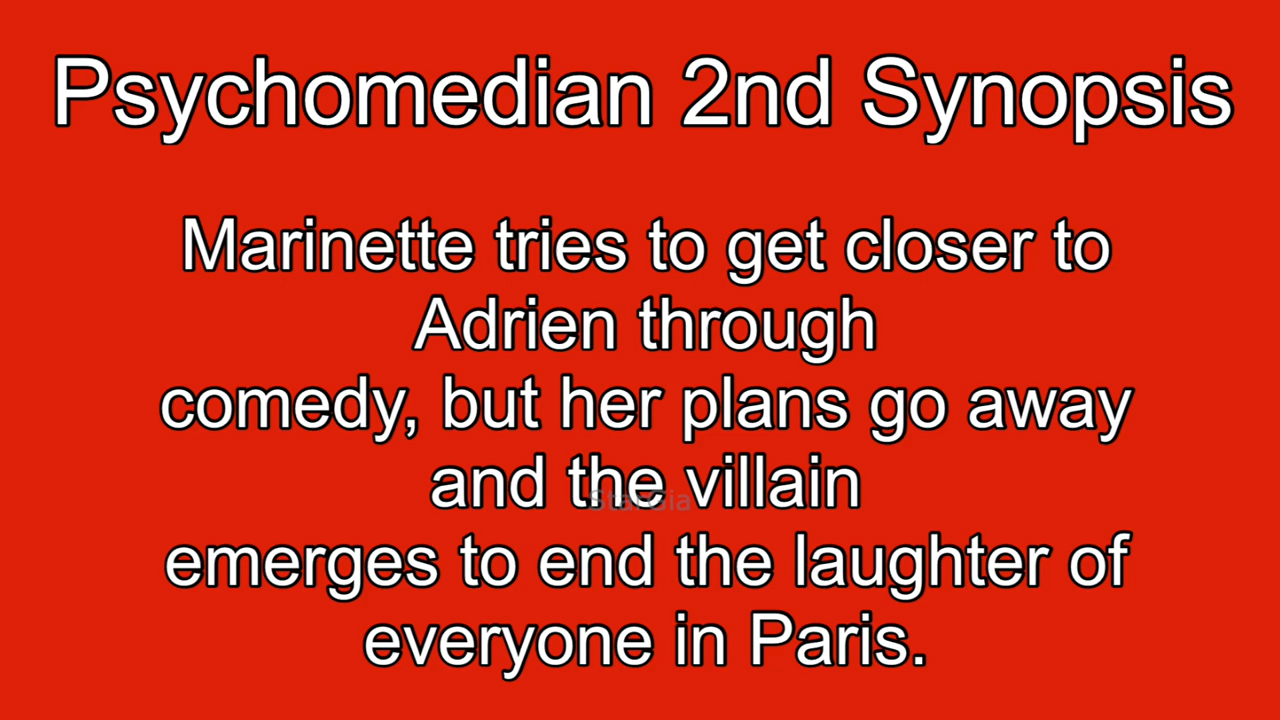 Psychomedian 2nd Synopsis
Marinette tries to get closer to
Adrien through
comedy, but her plans go away
and the villain
StarGia
emerges to end the laughter of
everyone in Paris.